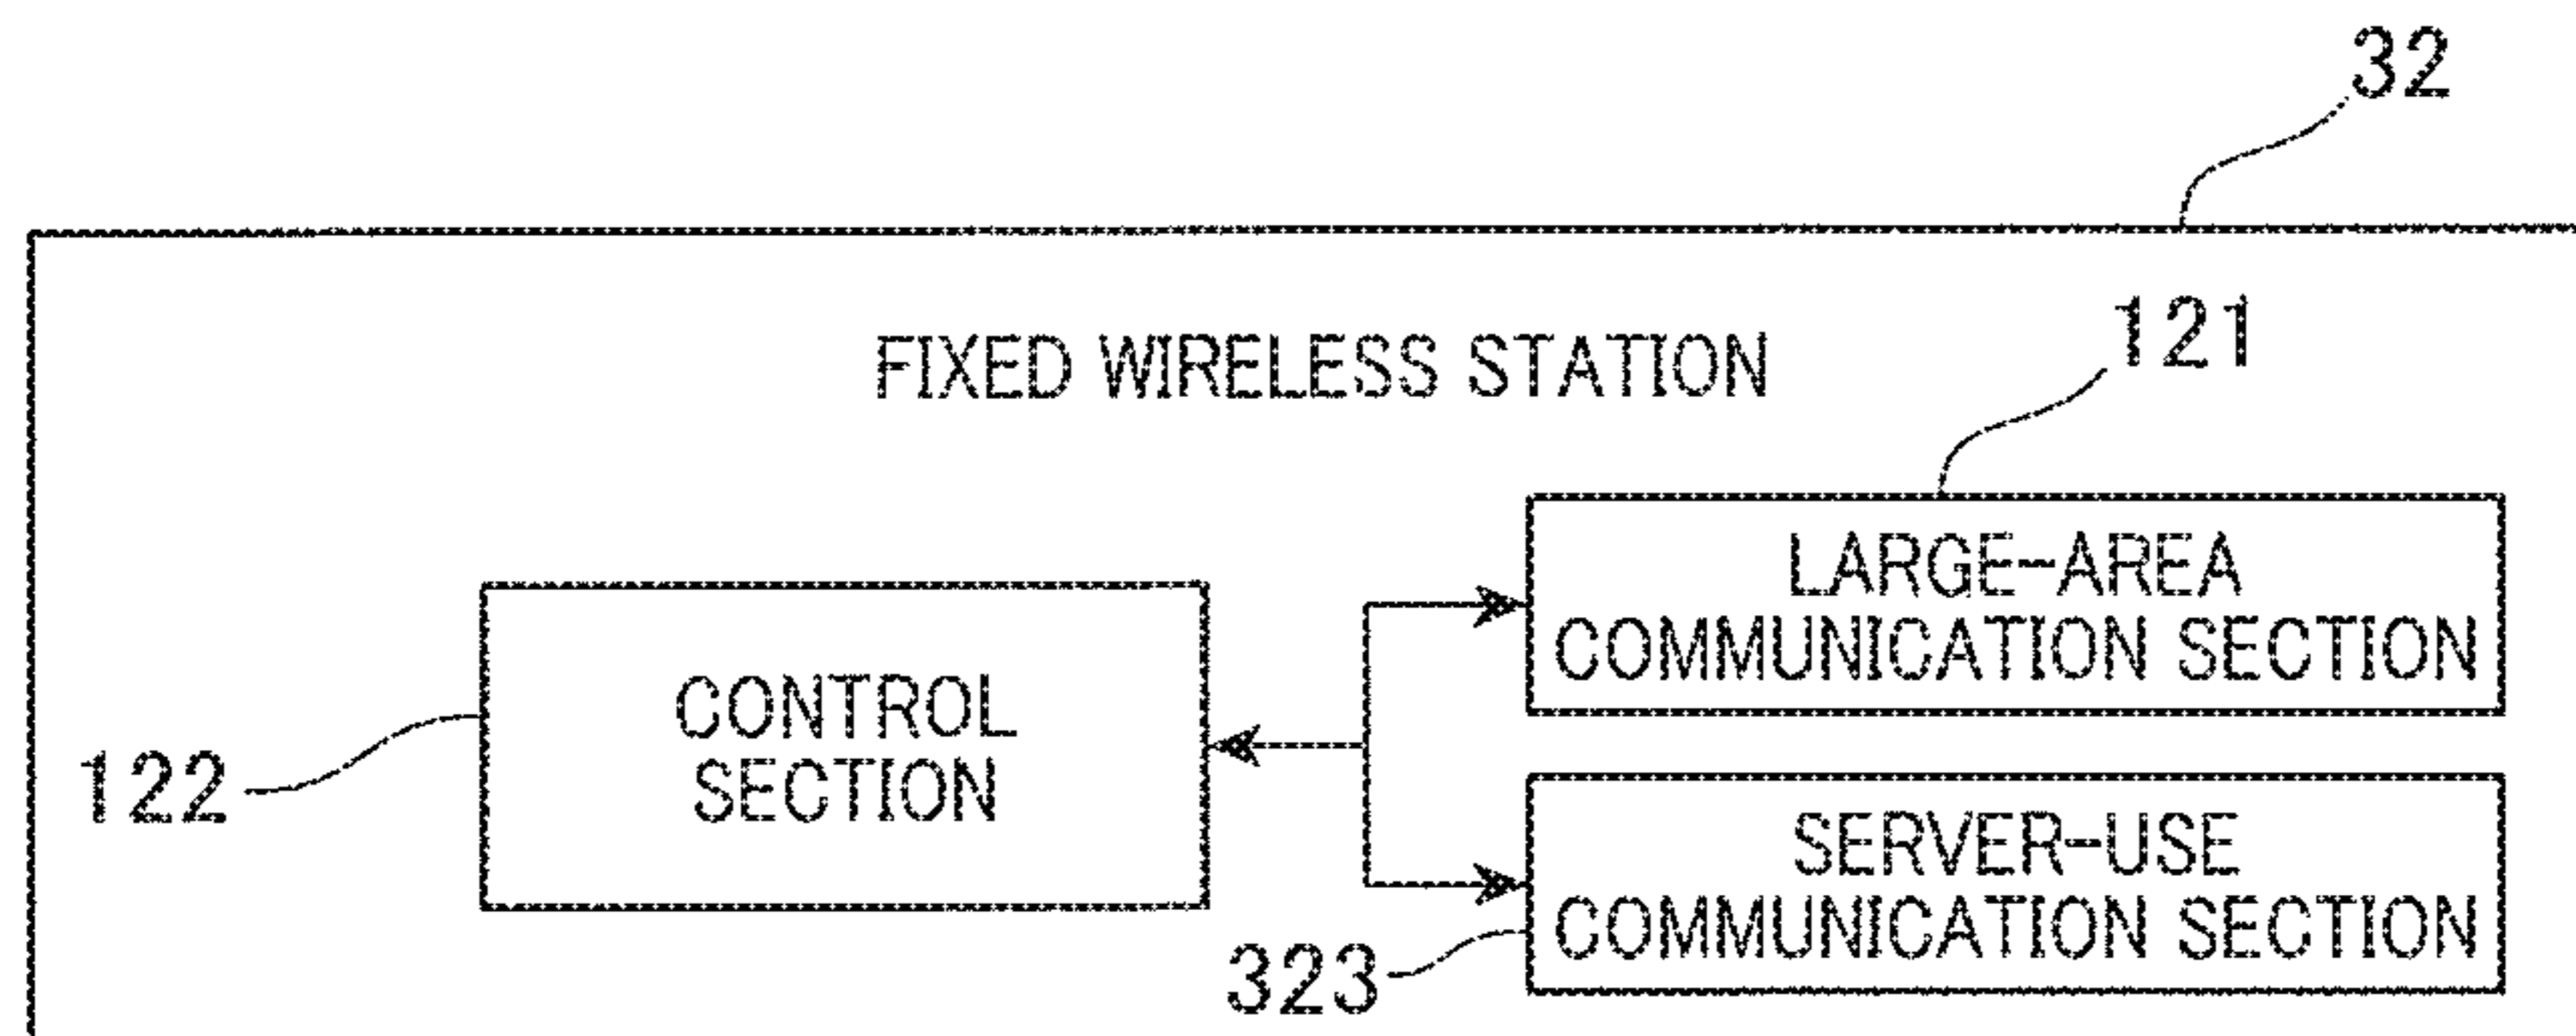 32
FIXED WIRELESS STATION
121
LARGE-AREA
COMMUNICATION SECTION
CONTROL
SECTION
122
SERVER-USE
COMMUNICATION SECTION
323